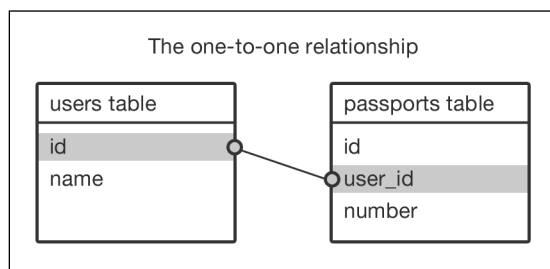 The one-to-one relationship
users table
id
name
passports table
id
user_id
number